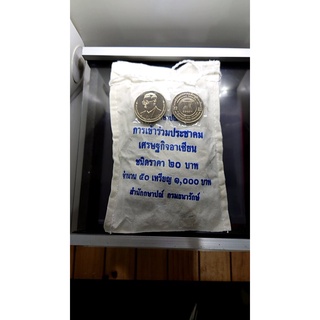 การเข้าร่วมประชาคม
เศรษฐกิจอาเซียน
ชนิดราคา ๒๐ บาท
จำนวน ๕๐ เหรียญ ๑,๐๐๐ บาท
สำนักกษาปณ์ กรมธนารักษ์